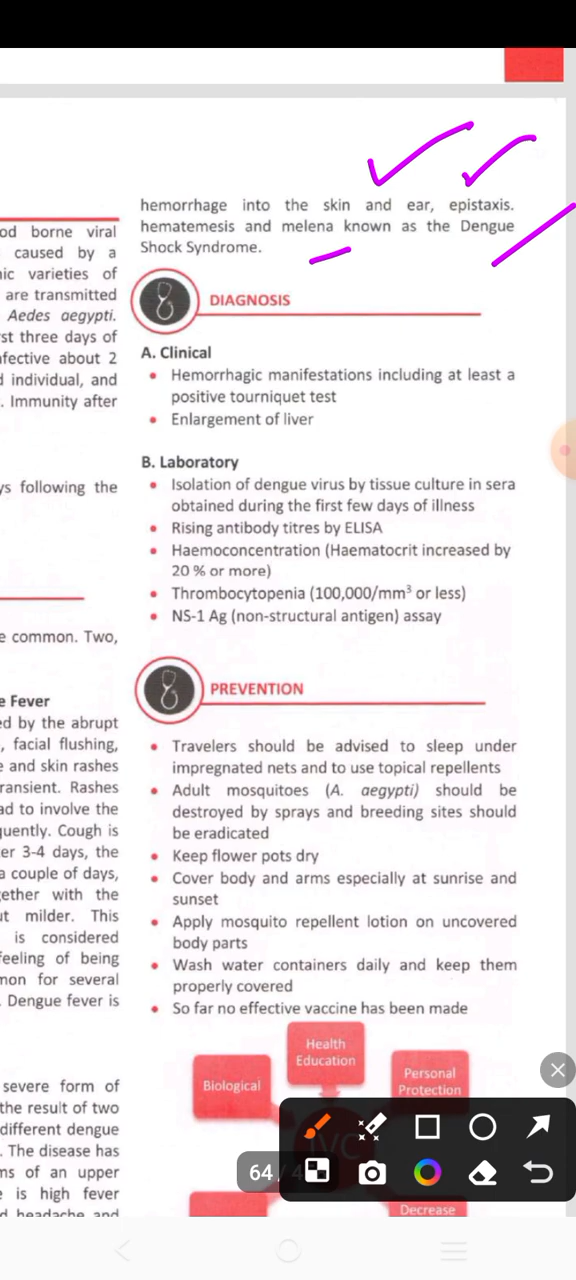 od borne viral
caused by a
nic varieties of
are transmitted
Aedes aegypti.
rst three days of
nfective about 2
d individual, and
. Immunity after
ys following the
e common. Two,
e Fever
ed by the abrupt
, facial flushing,
e and skin rashes
ransient. Rashes
ad to involve the
quently. Cough is
er 3-4 days, the
a couple of days,
gether with the
ut milder. This
is considered
feeling of being
mon for several
. Dengue fever is
severe form of
the result of two
different dengue
. The disease has
ms of an upper
e is high fever
d headache and
hemorrhage into the skin and ear, epistaxis.
hematemesis and melena known as the Dengue
Shock Syndrome.
DIAGNOSIS
A. Clinical
• Hemorrhagic manifestations including at least a
positive tourniquet test
• Enlargement of liver
B. Laboratory
• Isolation of dengue virus by tissue culture in sera
obtained during the first few days of illness
• Rising antibody titres by ELISA
• Haemoconcentration (Haematocrit increased by
20 % or more)
• Thrombocytopenia (100,000/mm³ or less)
• NS-1 Ag (non-structural antigen) assay
PREVENTION
• Travelers should be advised to sleep under
impregnated nets and to use topical repellents
• Adult mosquitoes (A. aegypti) should be
destroyed by sprays and breeding sites should
be eradicated
• Keep flower pots dry
• Cover body and arms especially at sunrise and
sunset
• Apply mosquito repellent lotion on uncovered
body parts
• Wash water containers daily and keep them
properly covered
• So far no effective vaccine has been made
Health
Education
Biological
Personal
Protection
64 / 4
Decrease